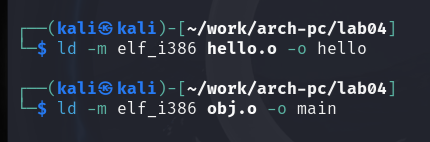 ┌──(kali㉿kali)-[~/work/arch-pc/lab04]
└─$ ld -m elf_i386 hello.o -o hello
┌──(kali㉿kali)-[~/work/arch-pc/lab04]
└─$ ld -m elf_i386 obj.o -o main